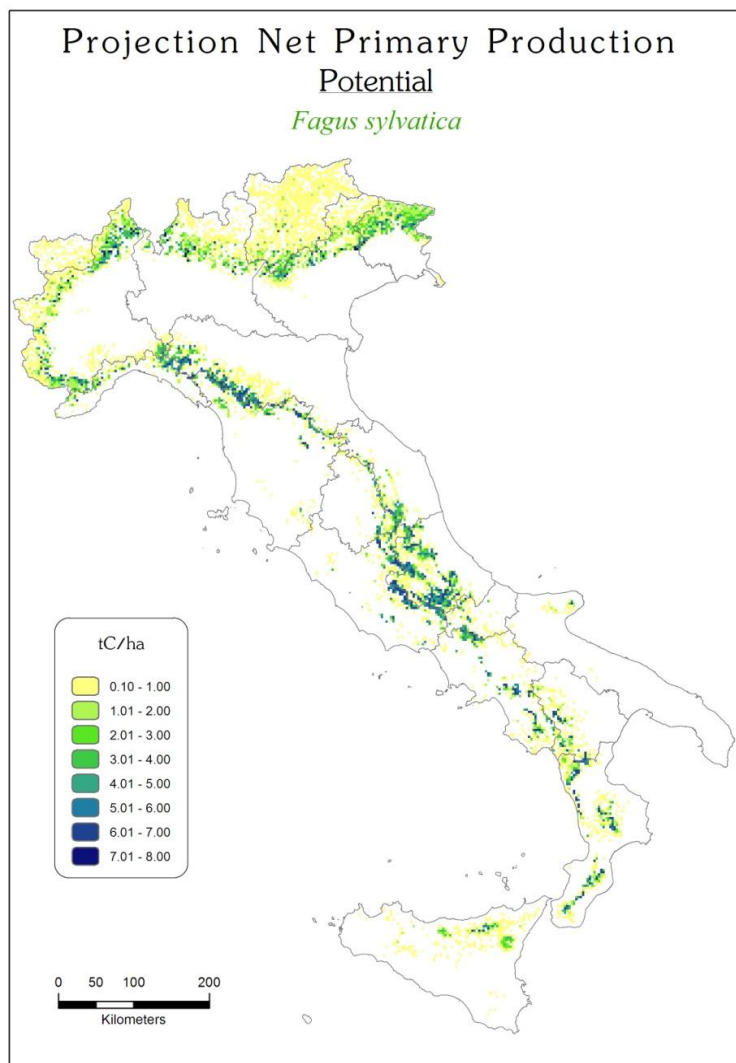 Projection Net Primary Production
Potential
Fagus sylvatica
tC/ha
0.10 - 1.00
1.01 - 2.00
2.01 - 3.00
3.01 - 4.00
4.01 - 5.00
5.01 - 6.00
6.01 - 7.00
7.01 - 8.00
0 50 100 200
Kilometers